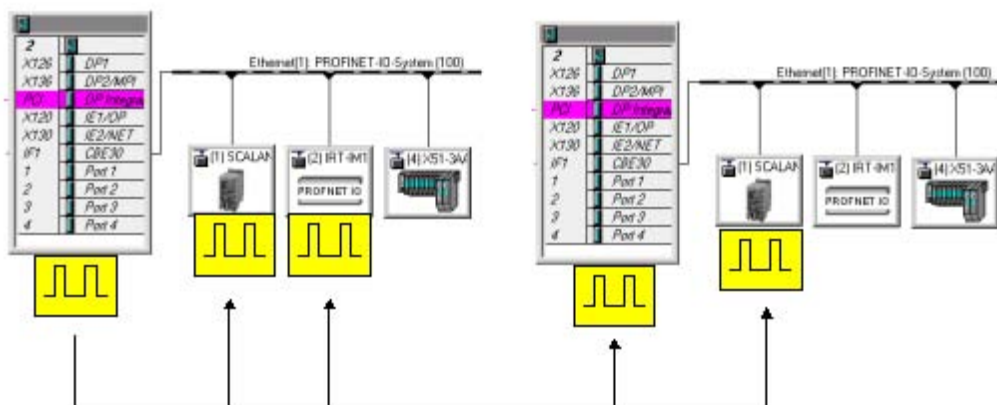 2
X126 DP1
X136 DP2/MPI
PCI DP Integra
X120 IE1/OP
X130 IE2/NET
IF1 CBE30
1 Port 1
2 Port 2
3 Port 3
4 Port 4
Ethernet(1): PROFINET-IO-System (100)
(1) SCALAN
(2) IRT-IM1
PROFINET IO
(4) X51-3A
2
X126 DP1
X136 DP2/MPI
PCI DP Integra
X120 IE1/OP
X130 IE2/NET
IF1 CBE30
1 Port 1
2 Port 2
3 Port 3
4 Port 4
Ethernet(1): PROFINET-IO-System (100)
(1) SCALAN
(2) IRT-IM1
PROFINET IO
(4) X51-3A